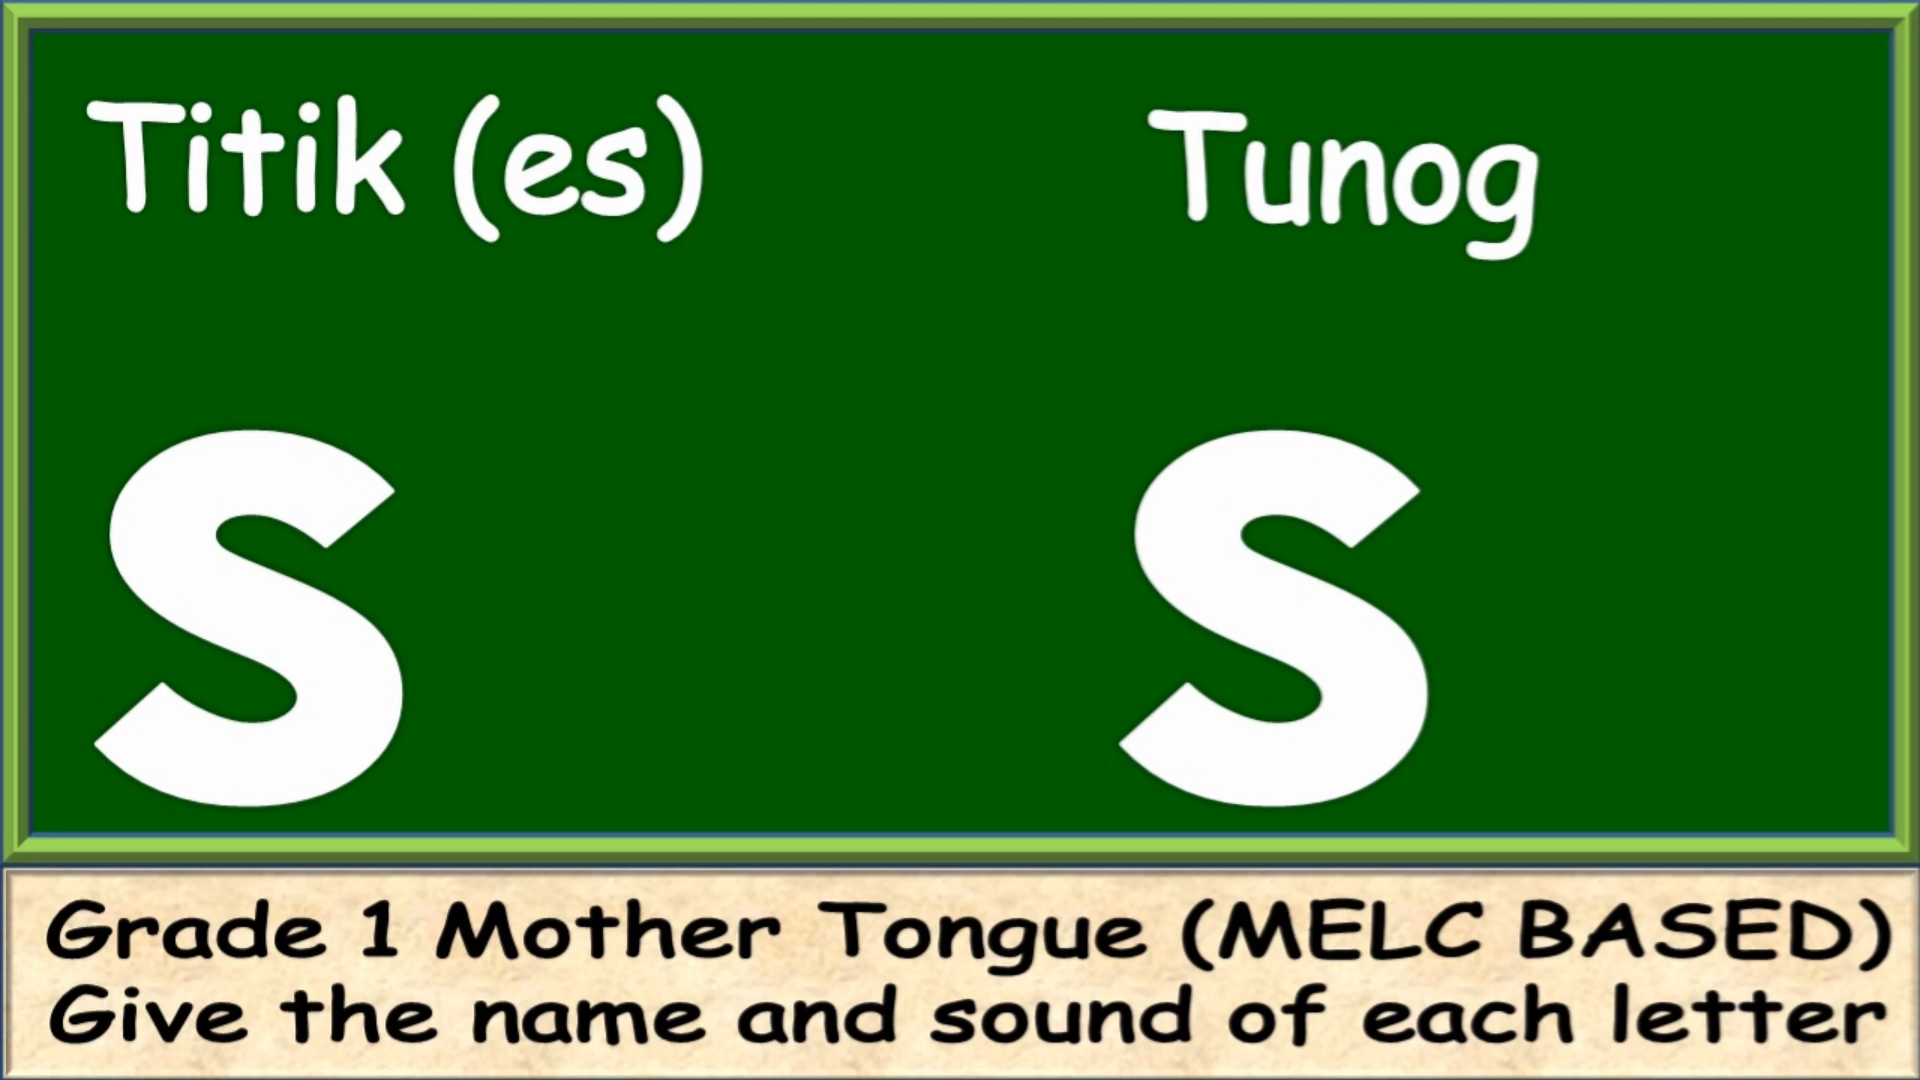 Titik (es) Tunog
S S
Grade 1 Mother Tongue (MELC BASED)
Give the name and sound of each letter